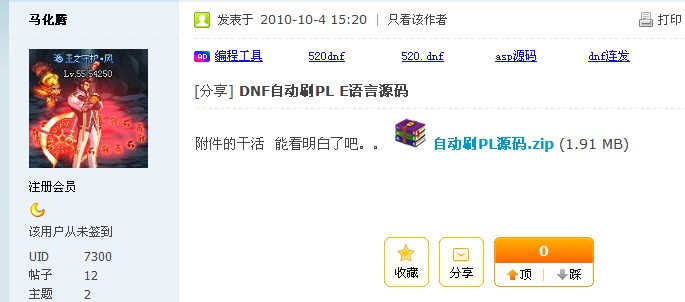 马化腾
发表于 2010-10-4 15:20 | 只看该作者
打印
Lv.55 54250
AD 编程工具 520dnf 520.dnf asp源码 dnf连发
[分享] DNF自动刷PL E语言源码
附件的干活 能看明白了吧。。
自动刷PL源码.zip (1.91 MB)
注册会员
该用户从未签到
UID 7300
帖子 12
主题 2
收藏
分享
0
顶 | 踩